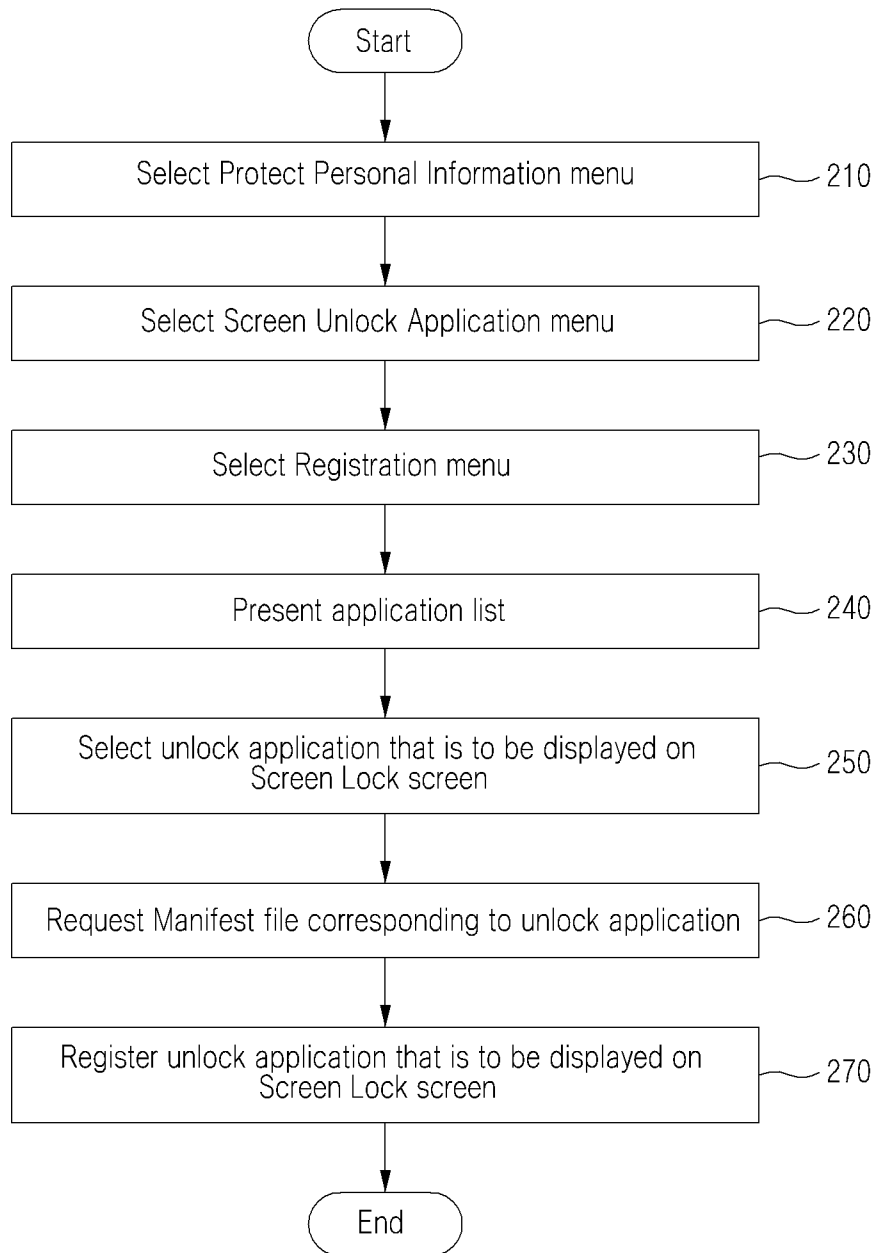 Start
Select Protect Personal Information menu
210
Select Screen Unlock Application menu
220
Select Registration menu
230
Present application list
240
Select unlock application that is to be displayed on
Screen Lock screen
250
Request Manifest file corresponding to unlock application
260
Register unlock application that is to be displayed on
Screen Lock screen
270
End